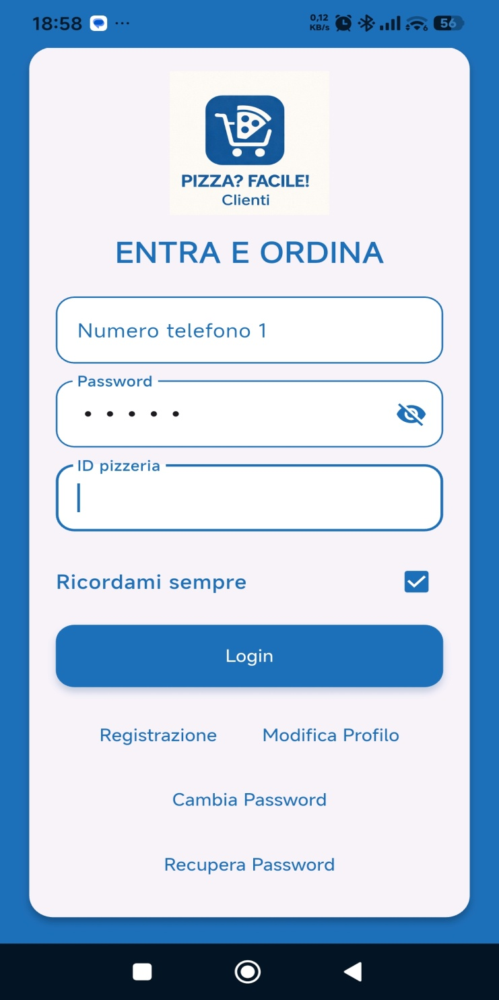 18:58 ... 0,12 KB/s 6 56
PIZZA? FACILE!
Clienti
ENTRA E ORDINA
Numero telefono 1
Password
• • • • •
ID pizzeria
Ricordami sempre
Login
Registrazione Modifica Profilo
Cambia Password
Recupera Password